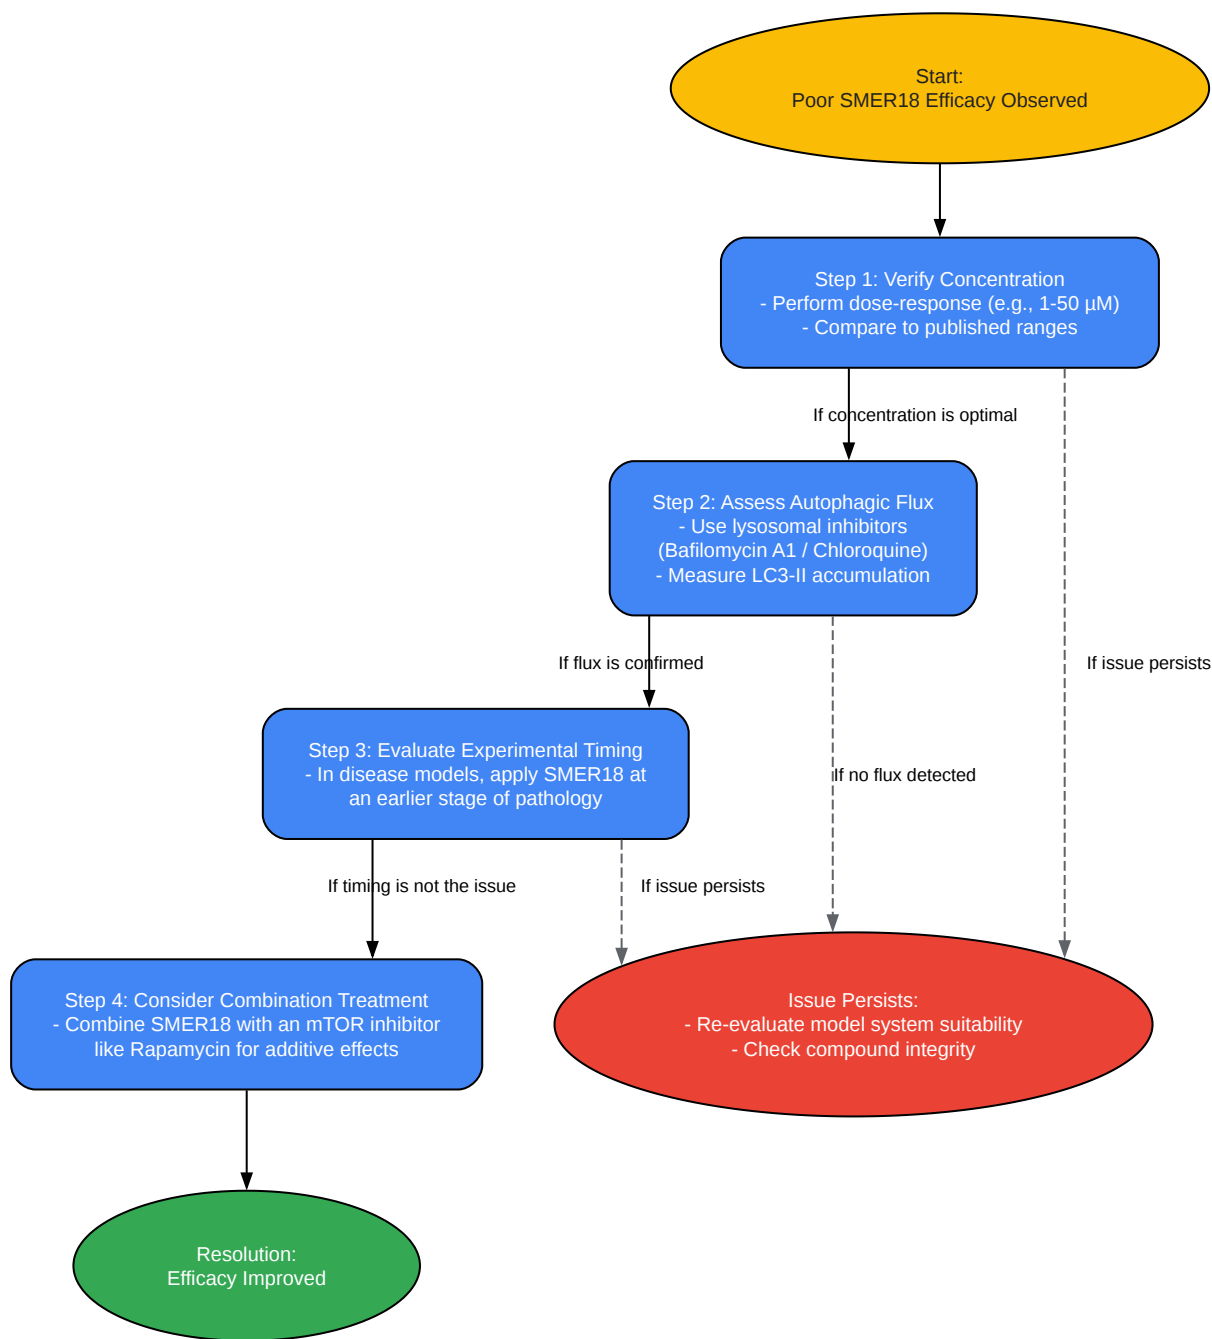 Start:
Poor SMER18 Efficacy Observed
Step 1: Verify Concentration
- Perform dose-response (e.g., 1-50 µM)
- Compare to published ranges
If concentration is optimal
Step 2: Assess Autophagic Flux
- Use lysosomal inhibitors
(Bafilomycin A1 / Chloroquine)
- Measure LC3-II accumulation
If flux is confirmed
If issue persists
Step 3: Evaluate Experimental Timing
- In disease models, apply SMER18 at
an earlier stage of pathology
If no flux detected
If timing is not the issue
If issue persists
Step 4: Consider Combination Treatment
- Combine SMER18 with an mTOR inhibitor
like Rapamycin for additive effects
Issue Persists:
- Re-evaluate model system suitability
- Check compound integrity
Resolution:
Efficacy Improved